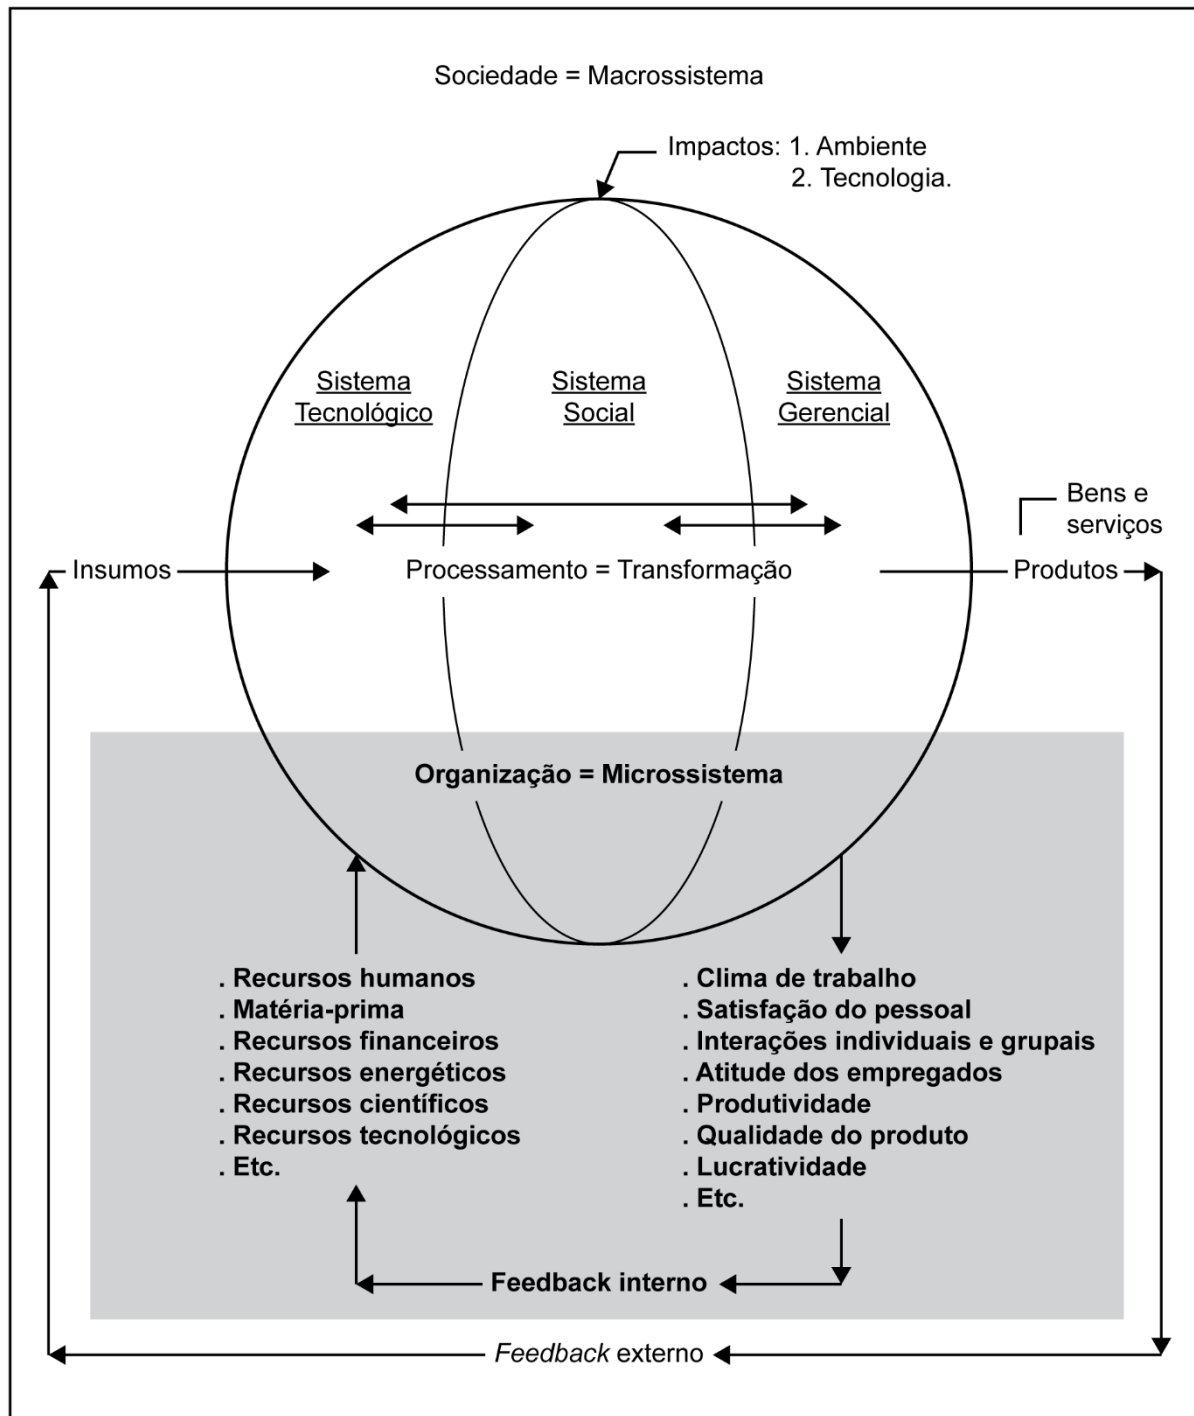 Sociedade = Macrossistema
Impactos: 1. Ambiente
2. Tecnologia.
Sistema
Tecnológico
Sistema
Social
Sistema
Gerencial
Bens e
serviços
Insumos
Processamento = Transformação
Produtos
Organização = Microssistema
. Recursos humanos
. Matéria-prima
. Recursos financeiros
. Recursos energéticos
. Recursos científicos
. Recursos tecnológicos
. Etc.
. Clima de trabalho
. Satisfação do pessoal
. Interações individuais e grupais
. Atitude dos empregados
. Produtividade
. Qualidade do produto
. Lucratividade
. Etc.
Feedback interno
Feedback externo